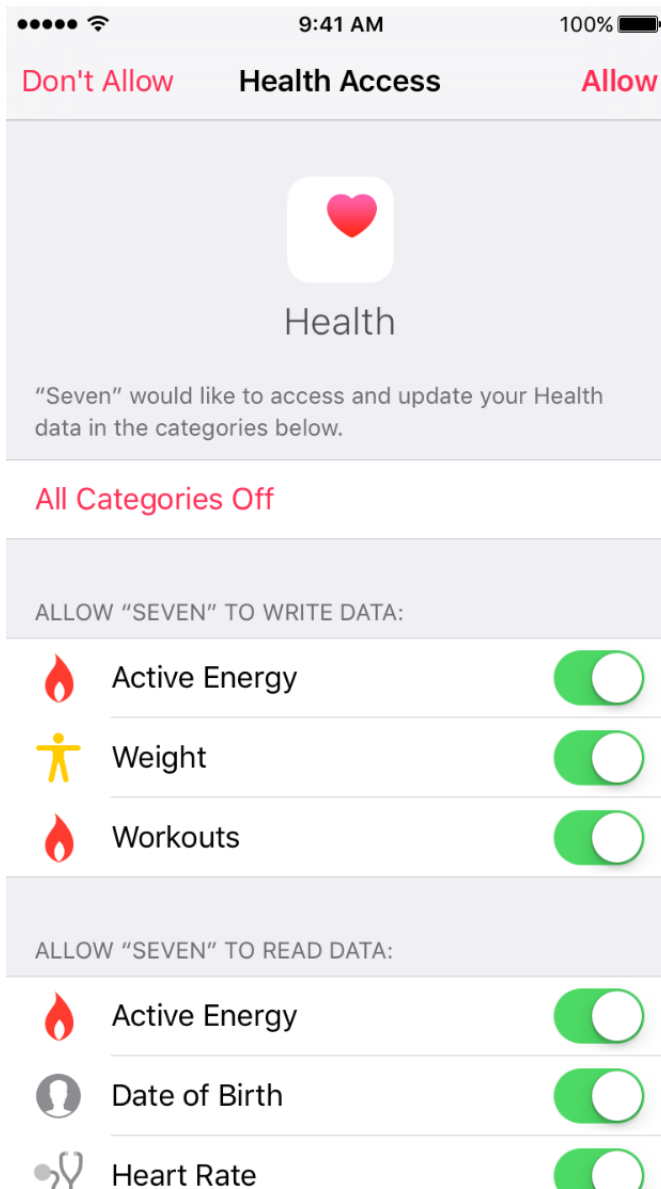 9:41 AM
100%
Don't Allow
Health Access
Allow
Health
“Seven” would like to access and update your Health
data in the categories below.
All Categories Off
ALLOW “SEVEN” TO WRITE DATA:
Active Energy
Weight
Workouts
ALLOW “SEVEN” TO READ DATA:
Active Energy
Date of Birth
Heart Rate